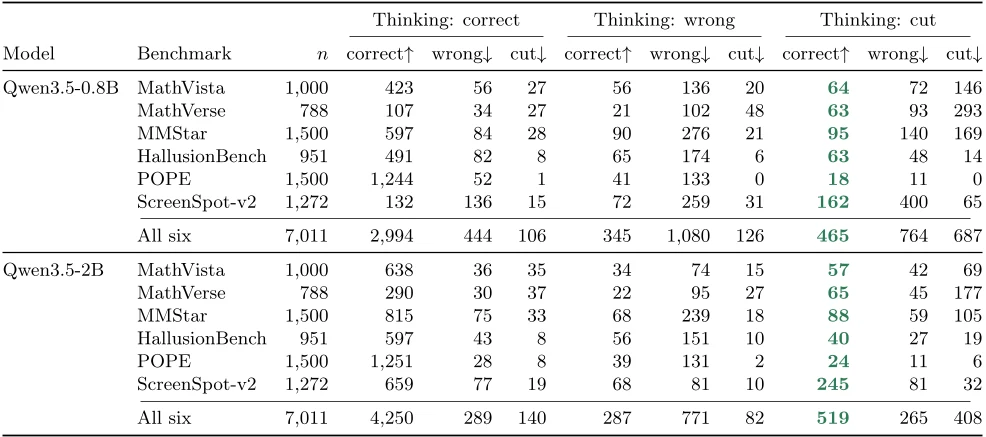 Thinking: correct Thinking: wrong Thinking: cut
Model Benchmark n correct↑ wrong↓ cut↓ correct↑ wrong↓ cut↓ correct↑ wrong↓ cut↓
Qwen3.5-0.8B MathVista 1,000 423 56 27 56 136 20 64 72 146
MathVerse 788 107 34 27 21 102 48 63 93 293
MMStar 1,500 597 84 28 90 276 21 95 140 169
HallusionBench 951 491 82 8 65 174 6 63 48 14
POPE 1,500 1,244 52 1 41 133 0 18 11 0
ScreenSpot-v2 1,272 132 136 15 72 259 31 162 400 65
All six 7,011 2,994 444 106 345 1,080 126 465 764 687
Qwen3.5-2B MathVista 1,000 638 36 35 34 74 15 57 42 69
MathVerse 788 290 30 37 22 95 27 65 45 177
MMStar 1,500 815 75 33 68 239 18 88 59 105
HallusionBench 951 597 43 8 56 151 10 40 27 19
POPE 1,500 1,251 28 8 39 131 2 24 11 6
ScreenSpot-v2 1,272 659 77 19 68 81 10 245 81 32
All six 7,011 4,250 289 140 287 771 82 519 265 408